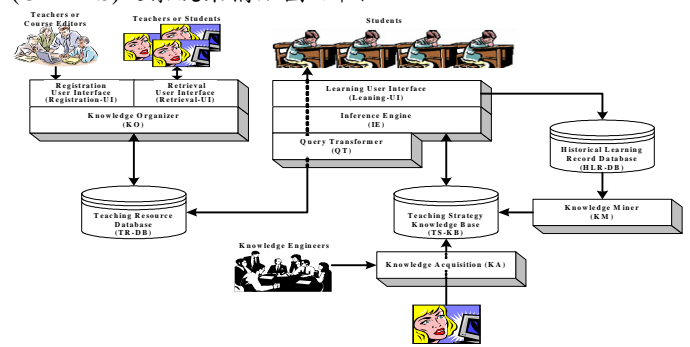 Teachers or
Course Editors
Teachers or Students
Students
Registration
User Interface
(Registration-UI)
Retrieval
User Interface
(Retrieval-UI)
Knowledge Organizer
(KO)
Learning User Interface
(Leaning-UI)
Inference Engine
(IE)
Query Transformer
(QT)
Historical Learning
Record Database
(HLR-DB)
Teaching Resource
Database
(TR-DB)
Teaching Strategy
Knowledge Base
(TS-KB)
Knowledge Miner
(KM)
Knowledge Engineers
Knowledge Acquisition (KA)